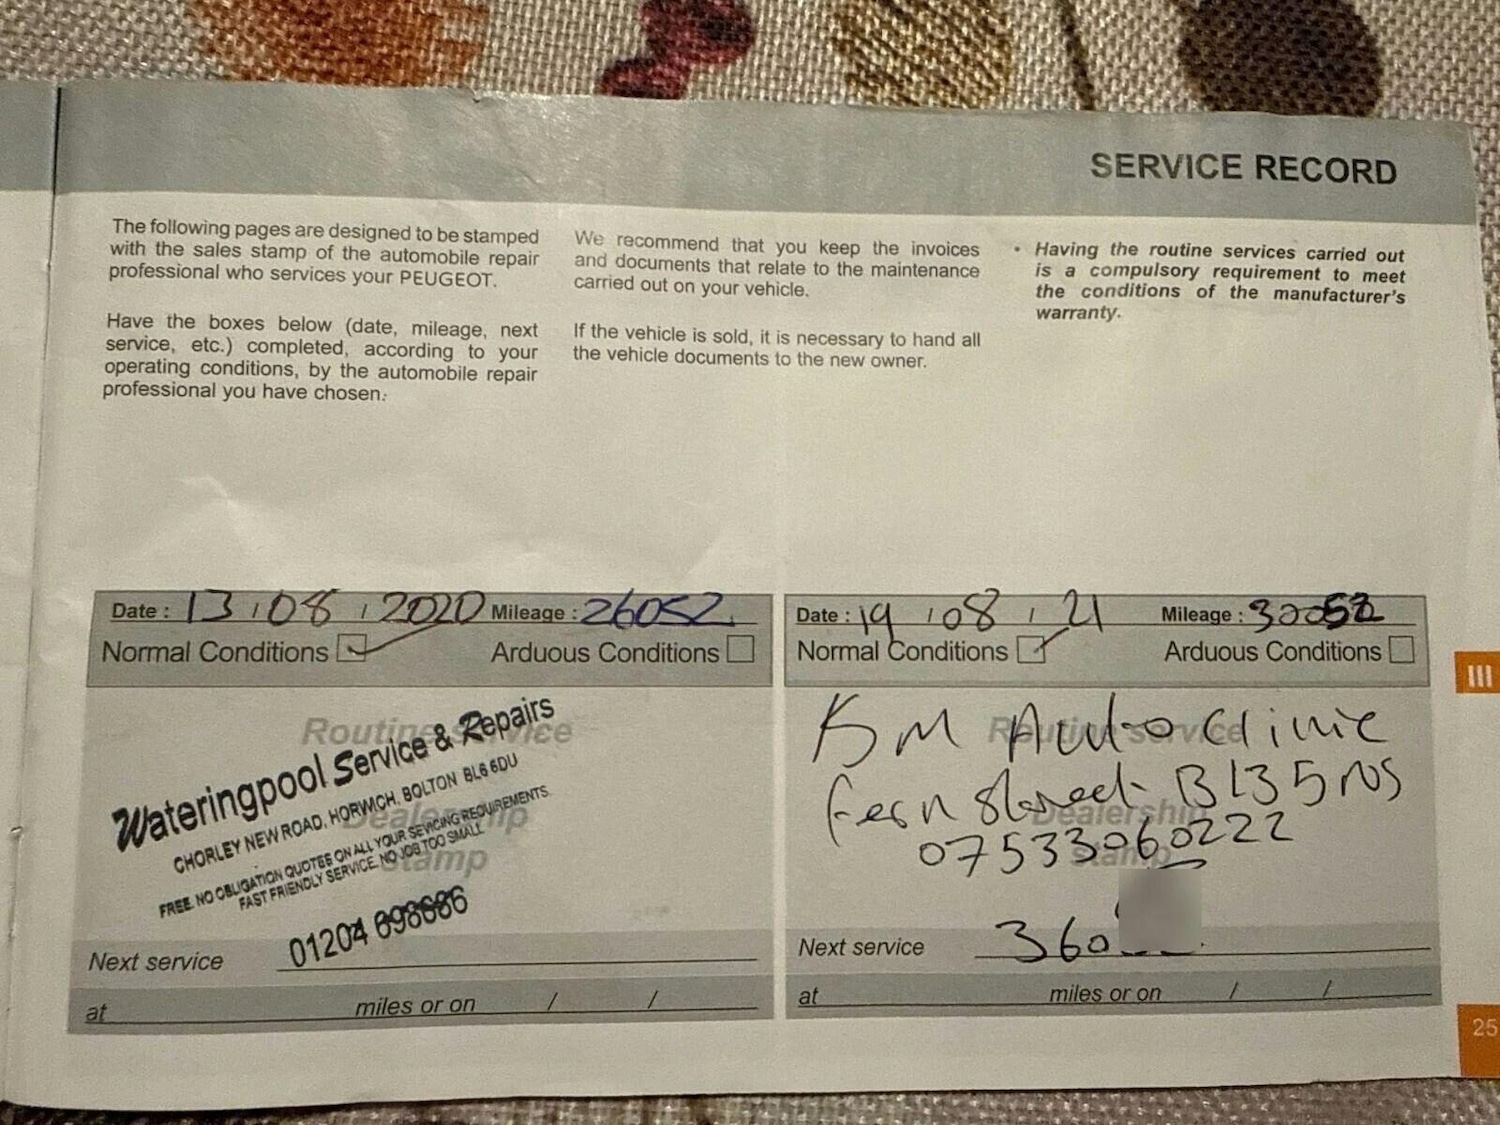 SERVICE RECORD
The following pages are designed to be stamped
with the sales stamp of the automobile repair
professional who services your PEUGEOT.
Have the boxes below (date, mileage, next
service, etc.) completed, according to your
operating conditions, by the automobile repair
professional you have chosen.
We recommend that you keep the invoices
and documents that relate to the maintenance
carried out on your vehicle.
If the vehicle is sold, it is necessary to hand all
the vehicle documents to the new owner.
• Having the routine services carried out
is a compulsory requirement to meet
the conditions of the manufacturer's
warranty.
Date : 13 / 08 / 2020 Mileage : 26052
Normal Conditions Arduous Conditions
Routine service
Dealership
stamp
Wateringpool Service & Repairs
CHORLEY NEW ROAD, HORWICH, BOLTON BL6 6DU
FREE NO OBLIGATION QUOTES ON ALL YOUR SEVICING REQUIREMENTS.
FAST FRIENDLY SERVICE, NO JOB TOO SMALL
01204 698686
Next service
at miles or on / /
Date : 19 / 08 / 21 Mileage :
Normal Conditions Arduous Conditions
Routine service
Dealership
stamp
Auto Clinic
Fern Street BL3 5NS
07533060222
Next service 360
at miles or on / /
III
25